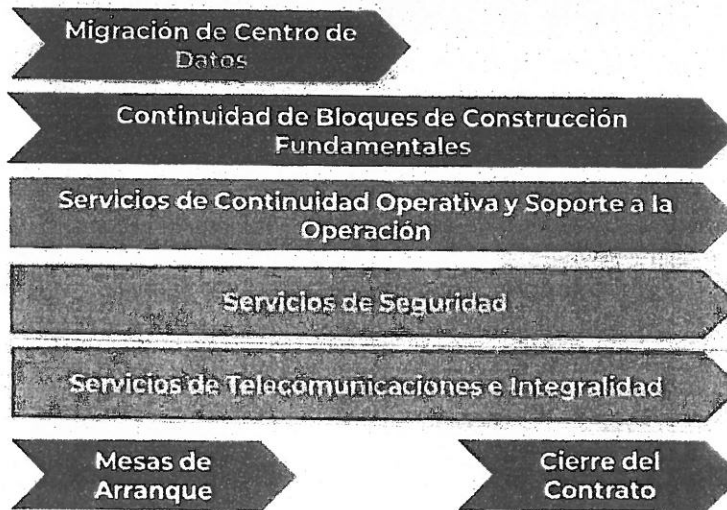 Migración de Centro de
Datos
Continuidad de Bloques de Construcción
Fundamentales
Servicios de Continuidad Operativa y Soporte a la
Operación
Servicios de Seguridad
Servicios de Telecomunicaciones e Integralidad
Mesas de
Arranque
Cierre del
Contrato